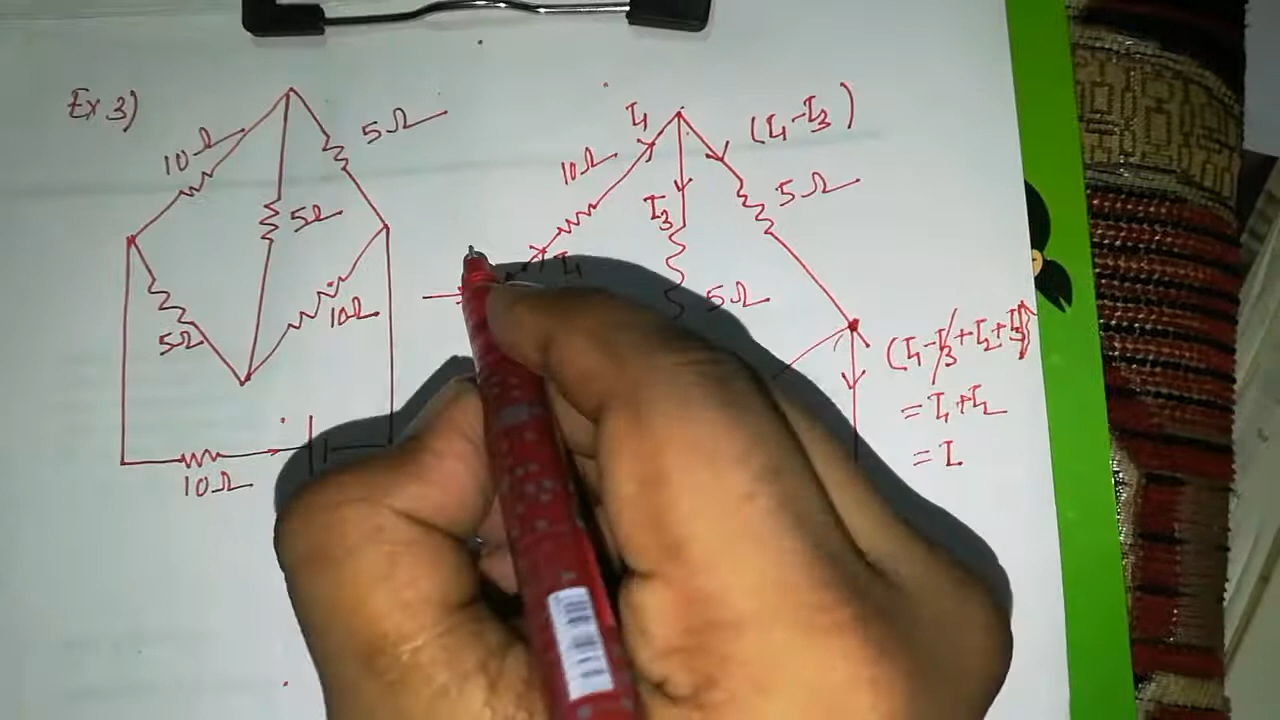 Ex 3)
10Ω
5Ω
5Ω
5Ω
10Ω
10Ω
I₁
(I₁-I₃)
10Ω
5Ω
I₃
I₁
5Ω
(I₁-I₃+I₂+I₃)
= I₁+I₂
= I